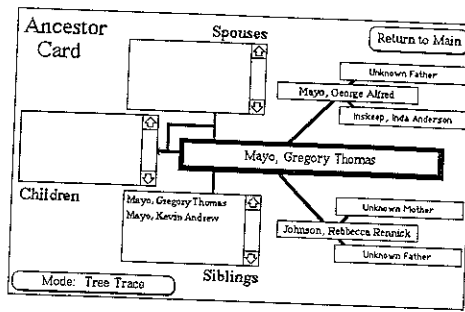 Ancestor
Card
Spouses
Return to Main
Unknown Father
Mayo, George Alfred
Inskeep, Inda Anderson
Mayo, Gregory Thomas
Children
Mayo, Gregory Thomas
Mayo, Kevin Andrew
Siblings
Unknown Mother
Johnson, Rebbecca Rennick
Unknown Father
Mode: Tree Trace